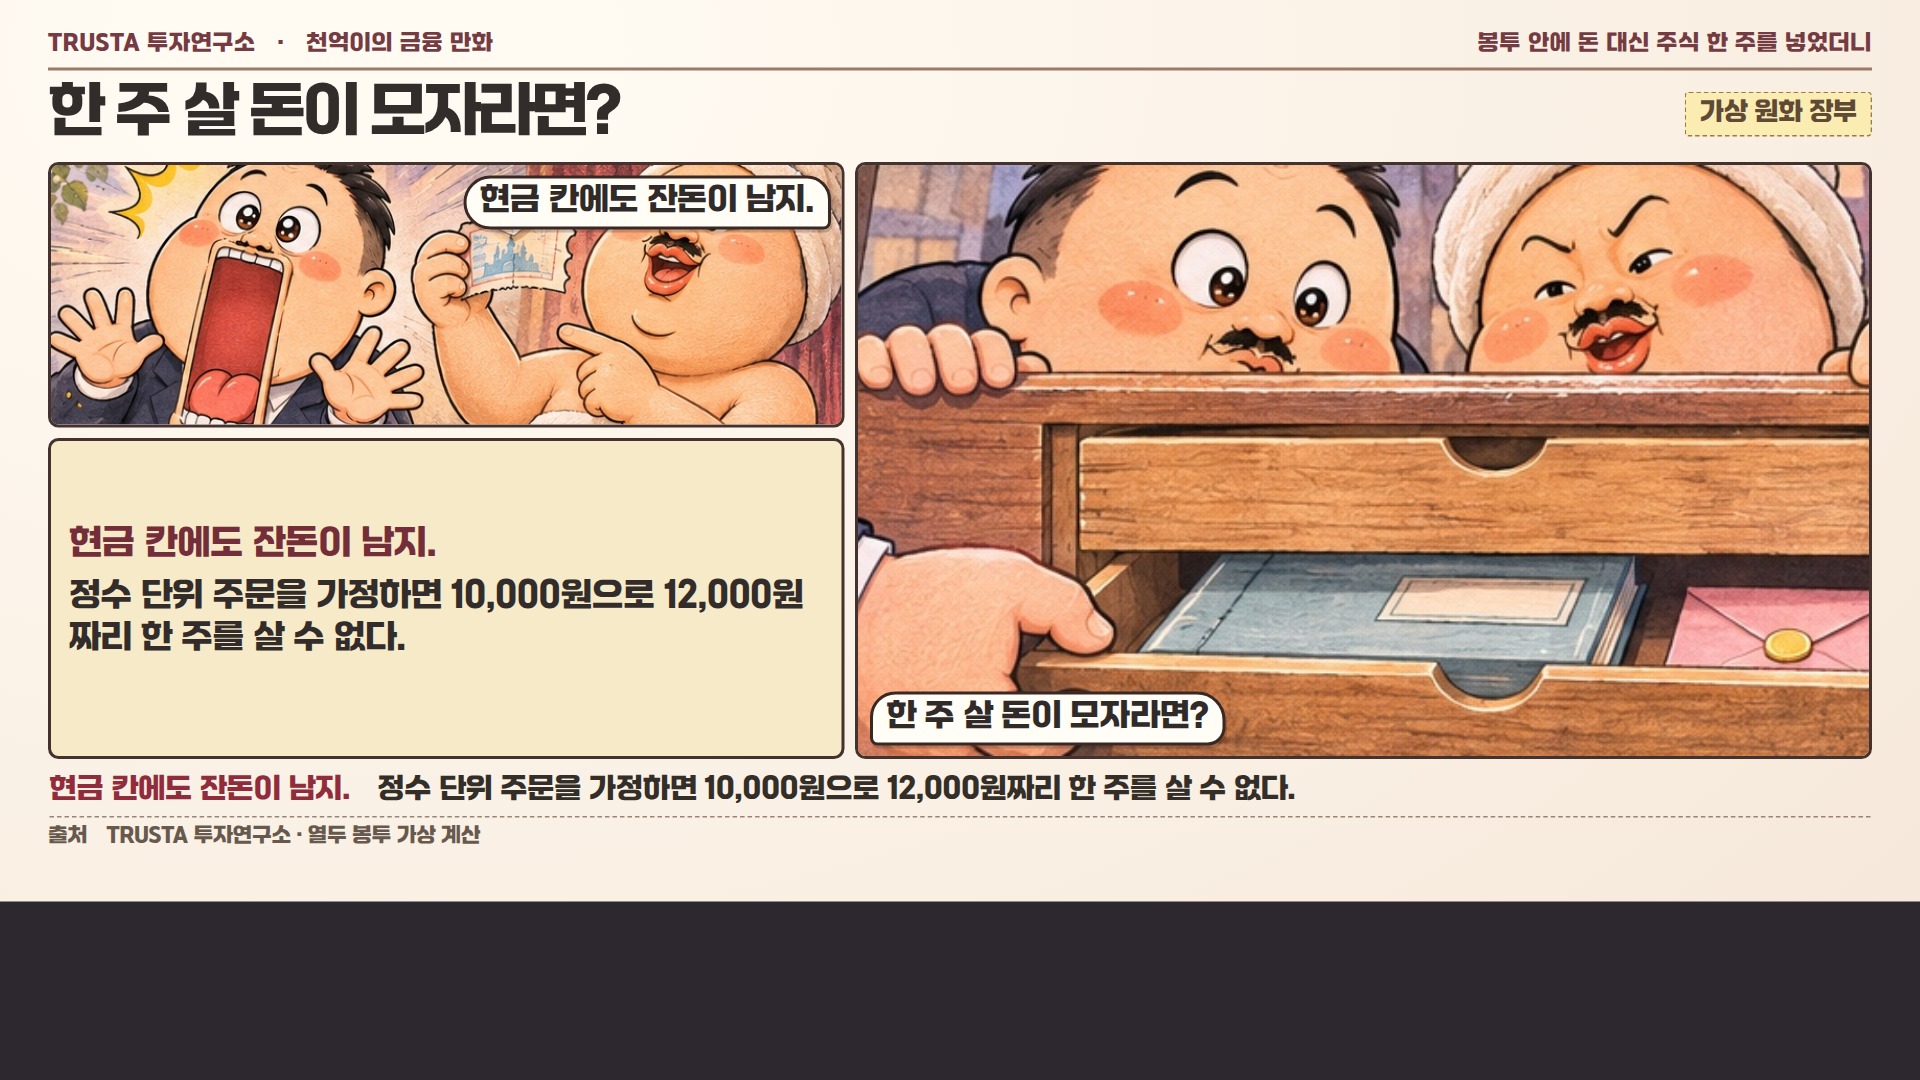 TRUSTA 투자연구소 · 천억이의 금융 만화
봉투 안에 돈 대신 주식 한 주를 넣었더니
한 주 살 돈이 모자라면?
가상 원화 장부
현금 칸에도 잔돈이 남지.
현금 칸에도 잔돈이 남지.
정수 단위 주문을 가정하면 10,000원으로 12,000원
짜리 한 주를 살 수 없다.
한 주 살 돈이 모자라면?
현금 칸에도 잔돈이 남지. 정수 단위 주문을 가정하면 10,000원으로 12,000원짜리 한 주를 살 수 없다.
출처 TRUSTA 투자연구소 · 열두 봉투 가상 계산